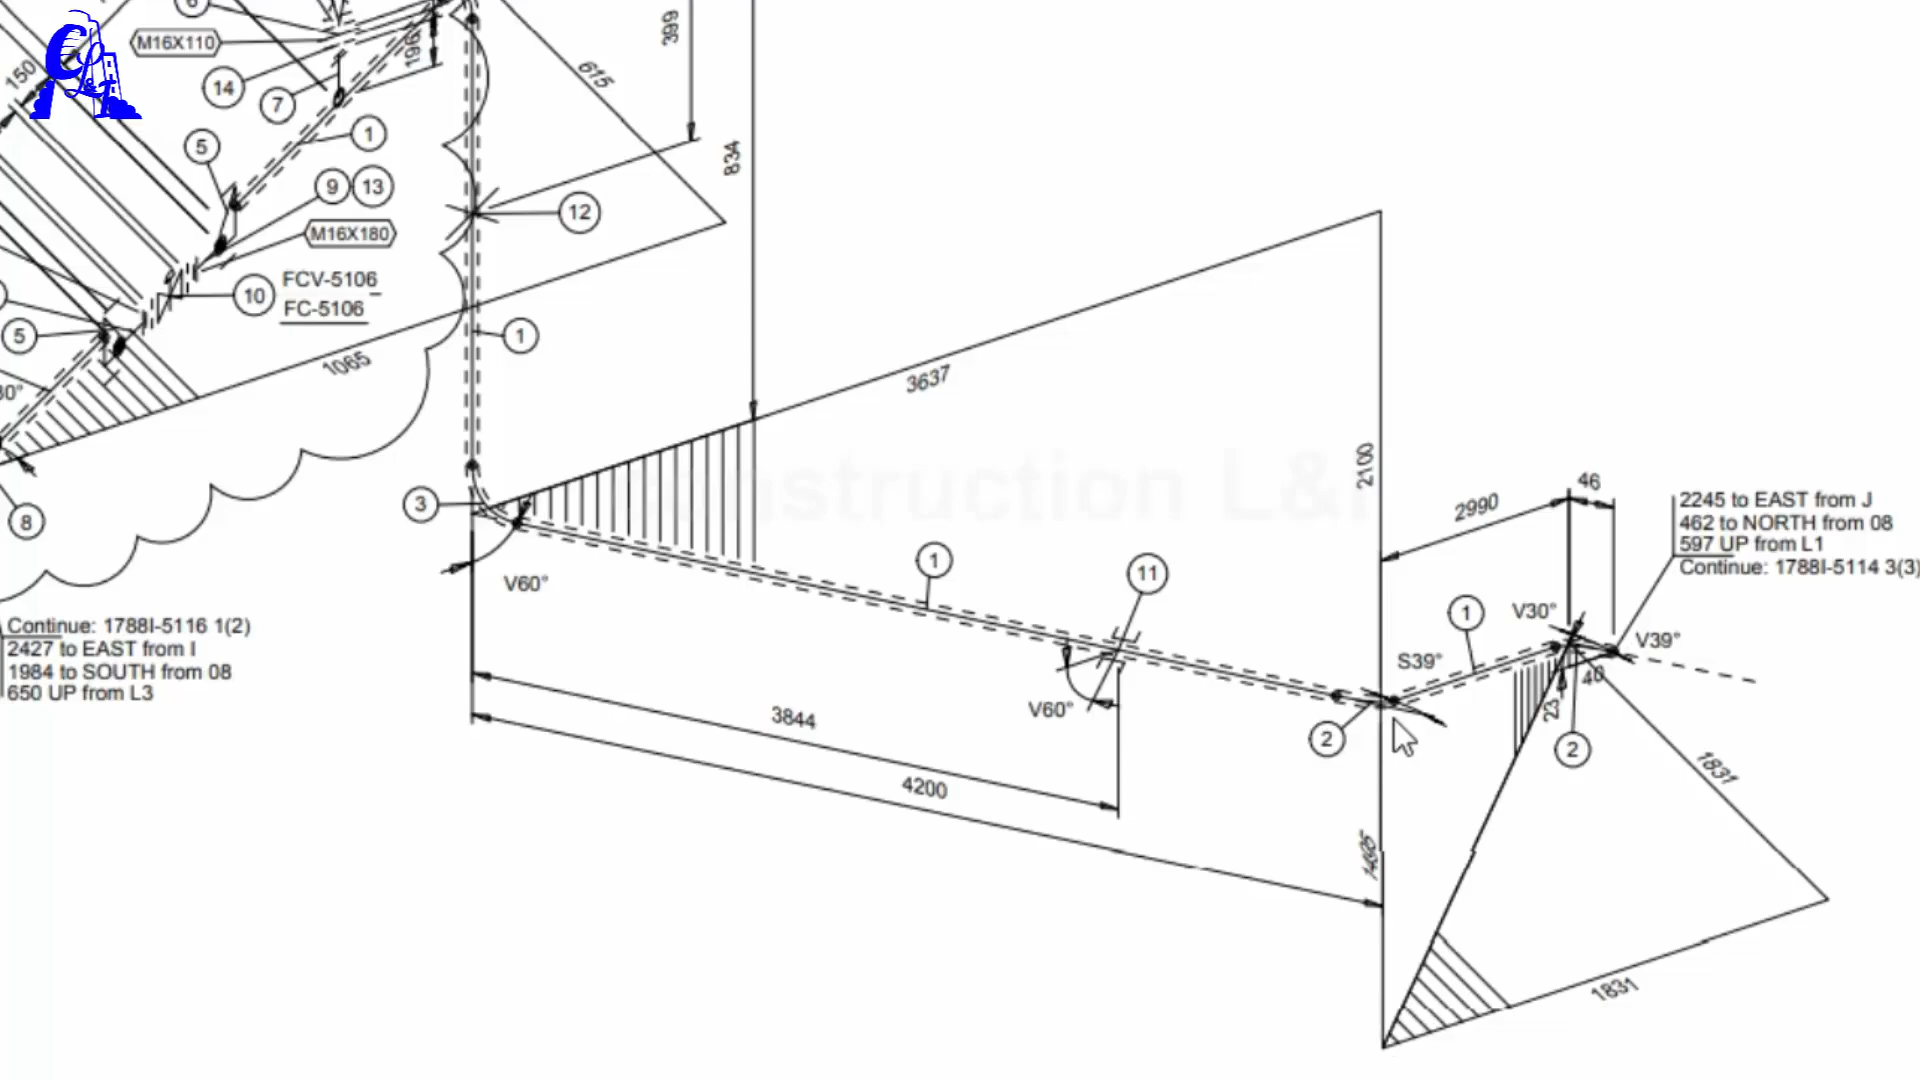 6
M16X110
150
14
7
1
199
399
615
5
834
9
13
12
M16X180
10
FCV-5106
FC-5106
5
1
1065
3637
30°
8
3
2100
46
2990
2245 to EAST from J
462 to NORTH from 08
597 UP from L1
Continue: 1788I-5114 3(3)
V60°
1
11
1
V30°
V39°
S39°
40
23
Continue: 1788I-5116 1(2)
2427 to EAST from I
1984 to SOUTH from 08
650 UP from L3
V60°
2
2
3844
4200
1831
1831
construction L&
C
L
&T